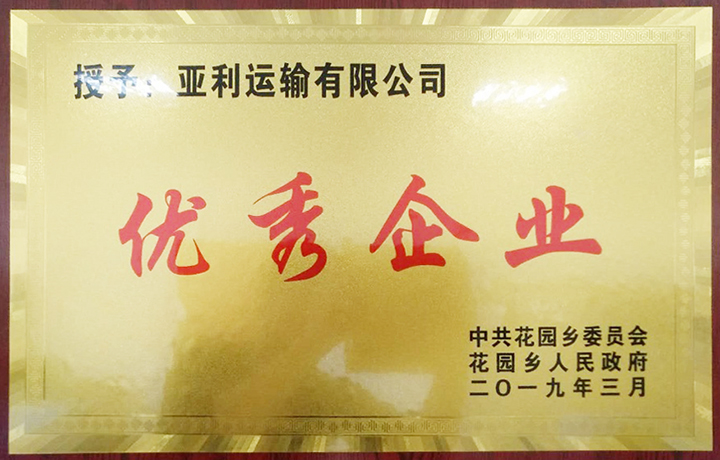 授予：亚利运输有限公司
优秀企业
中共花园乡委员会
花园乡人民政府
二〇一九年三月